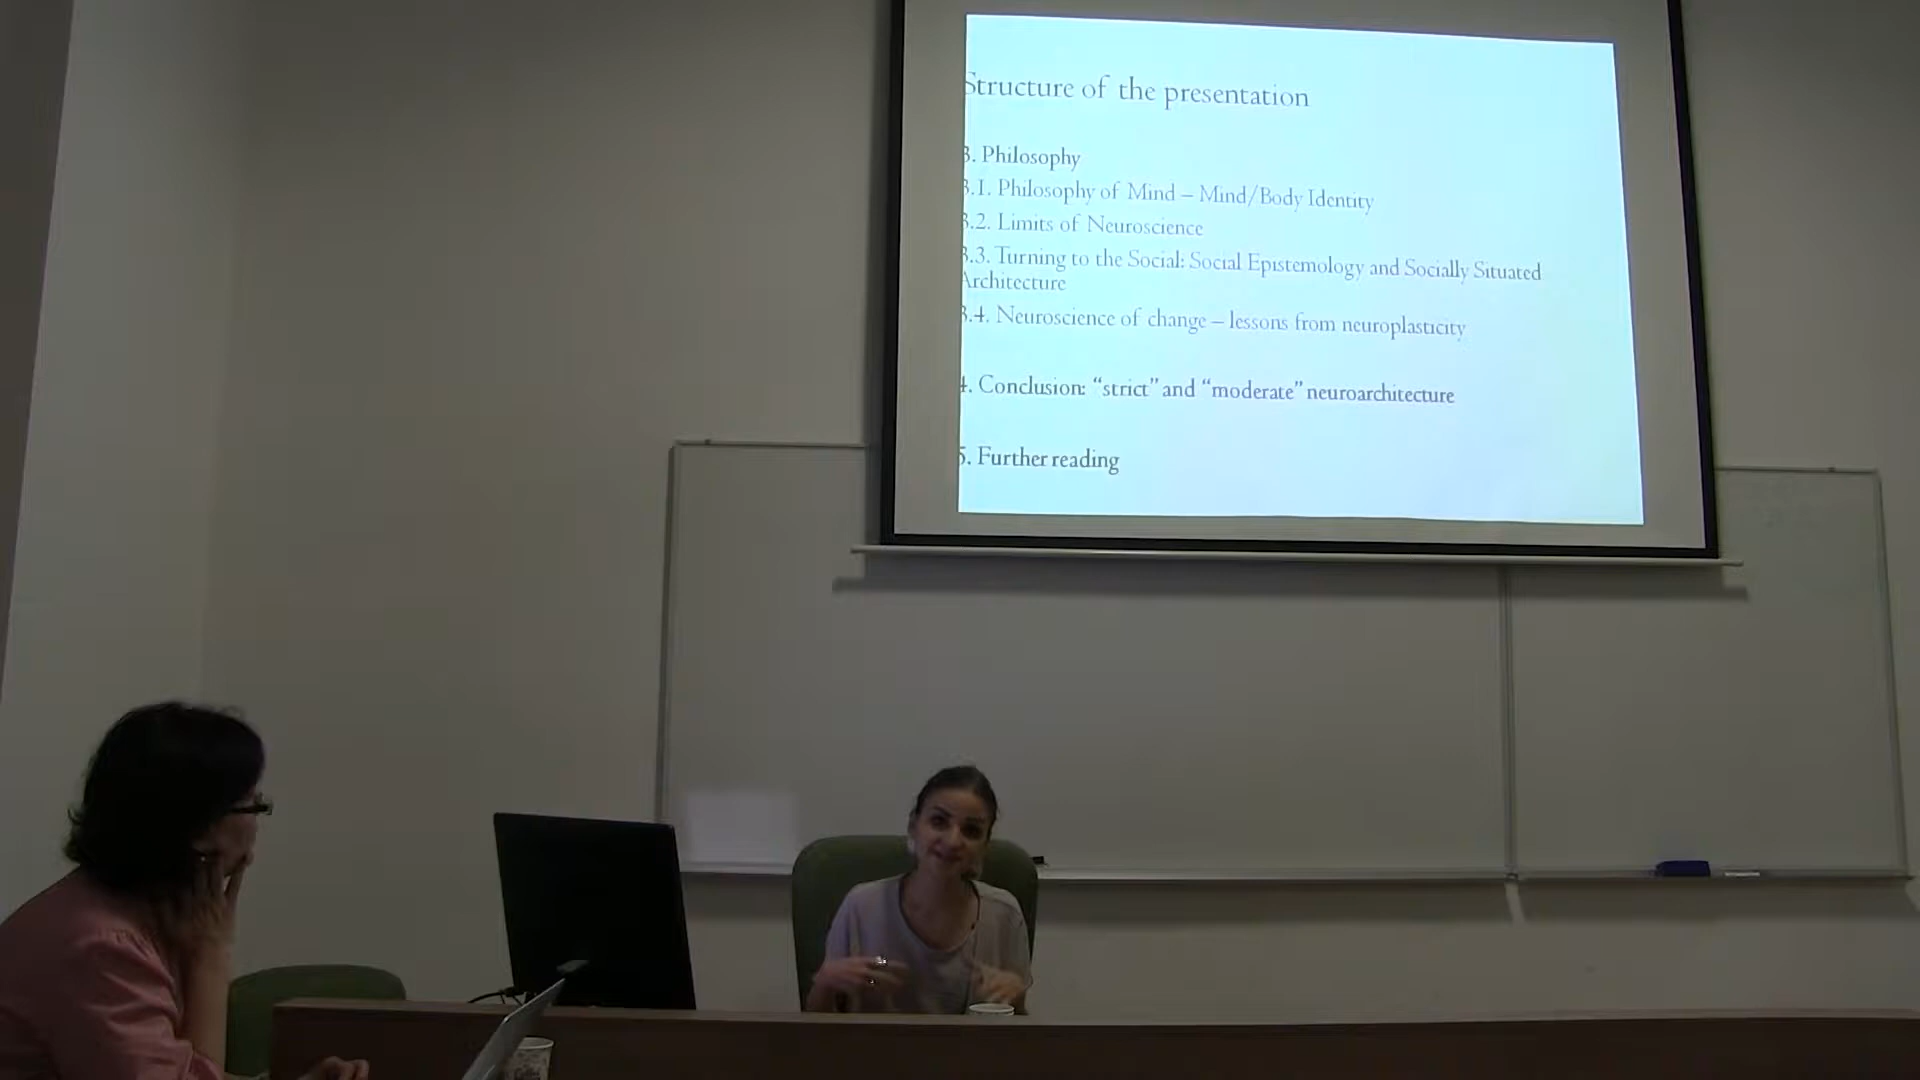 Structure of the presentation
3. Philosophy
3.1. Philosophy of Mind – Mind/Body Identity
3.2. Limits of Neuroscience
3.3. Turning to the Social: Social Epistemology and Socially Situated
Architecture
3.4. Neuroscience of change – lessons from neuroplasticity
4. Conclusion: “strict” and “moderate” neuroarchitecture
5. Further reading